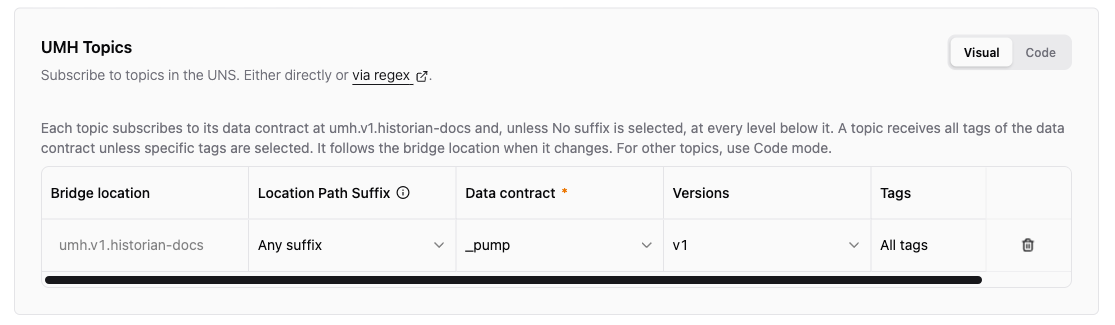 UMH Topics
Visual
Code
Subscribe to topics in the UNS. Either directly or via regex.
Each topic subscribes to its data contract at umh.v1.historian-docs and, unless No suffix is selected, at every level below it. A topic receives all tags of the data
contract unless specific tags are selected. It follows the bridge location when it changes. For other topics, use Code mode.
Bridge location
Location Path Suffix
Data contract *
Versions
Tags
umh.v1.historian-docs
Any suffix
_pump
v1
All tags